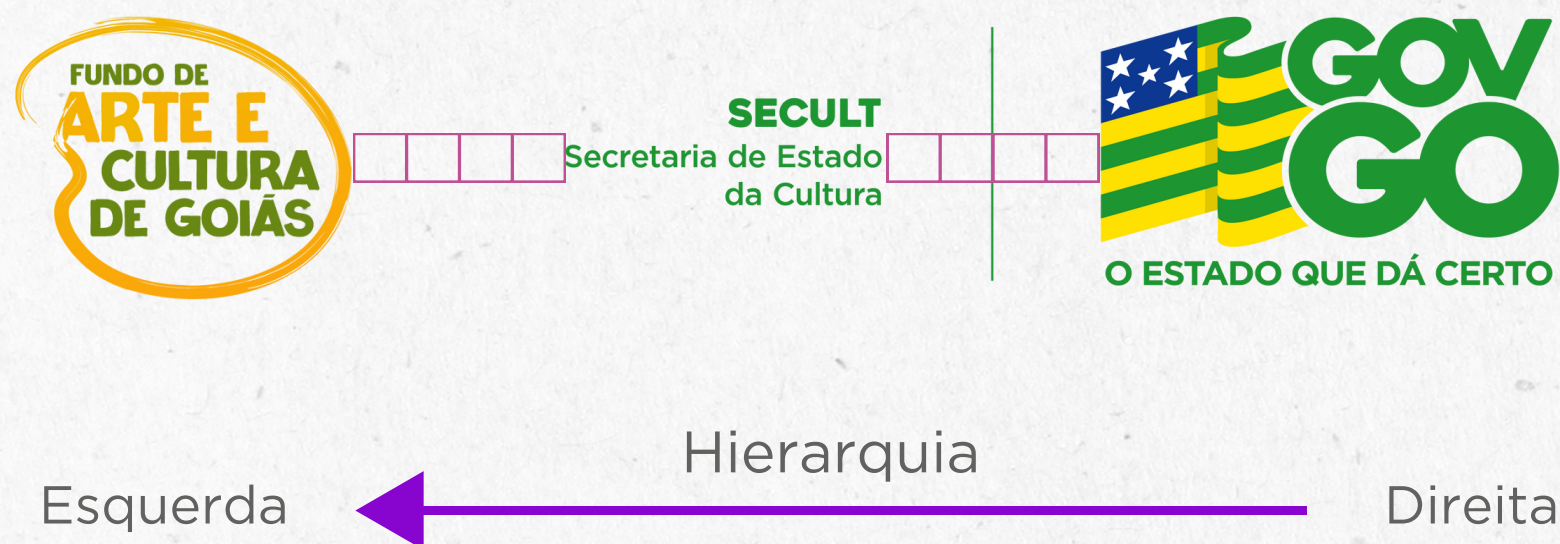 FUNDO DE
ARTE E
CULTURA
DE GOIÁS
SECULT
Secretaria de Estado
da Cultura
GOV
GO
O ESTADO QUE DÁ CERTO
Hierarquia
Esquerda
Direita